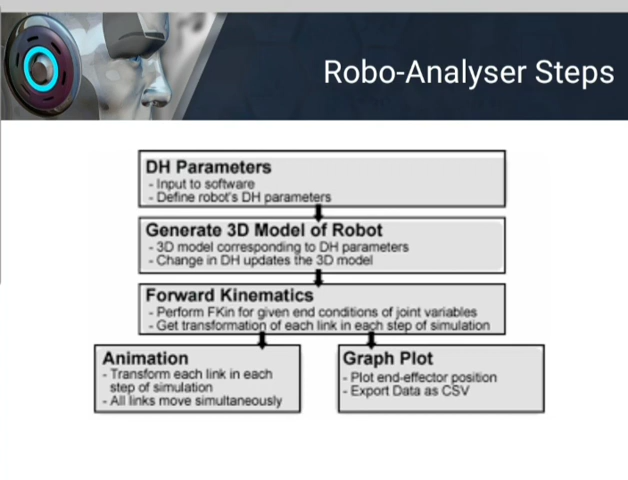 Robo-Analyser Steps
DH Parameters
- Input to software
- Define robot's DH parameters
Generate 3D Model of Robot
- 3D model corresponding to DH parameters
- Change in DH updates the 3D model
Forward Kinematics
- Perform FKin for given end conditions of joint variables
- Get transformation of each link in each step of simulation
Animation
- Transform each link in each
step of simulation
- All links move simultaneously
Graph Plot
- Plot end-effector position
- Export Data as CSV